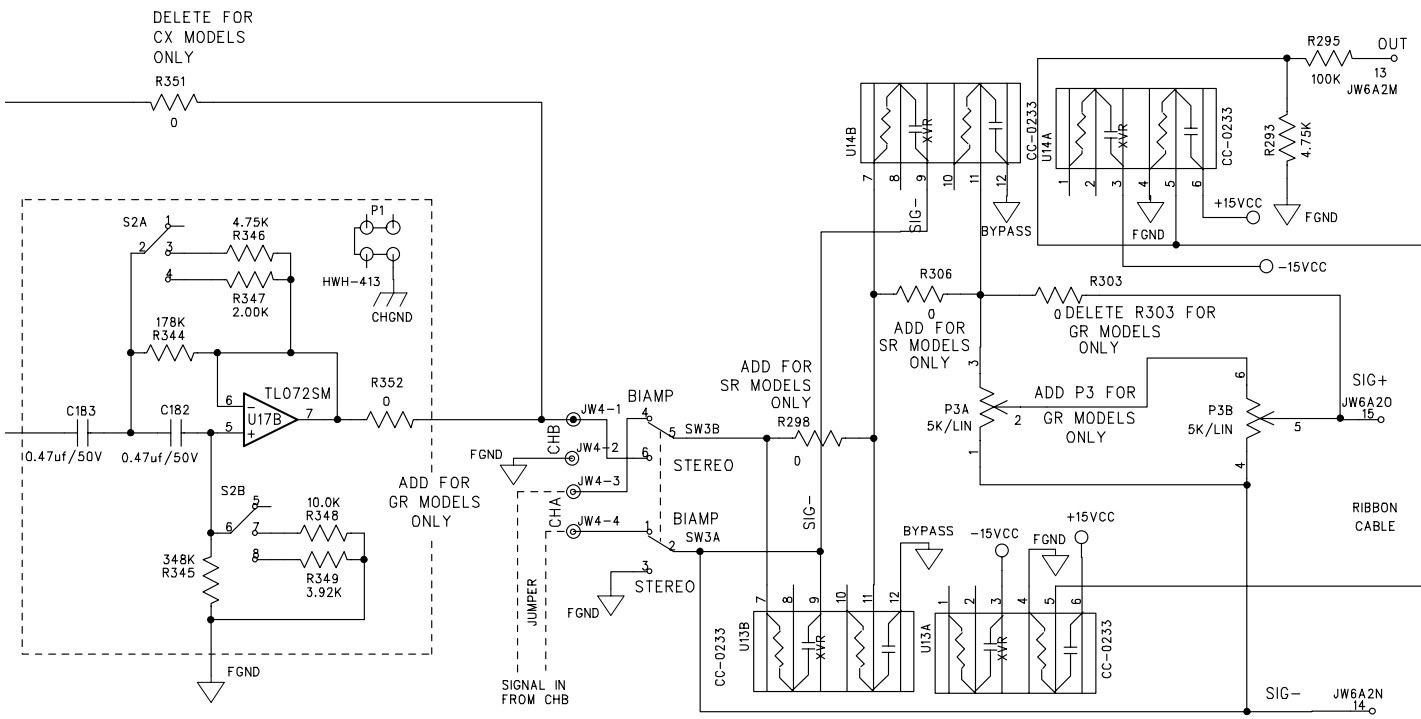 DELETE FOR
CX MODELS
ONLY
R351
0
S2A
1
2
3
4
4.75K
R346
R347
2.00K
P1
HWH-413
CHGND
178K
R344
TL072SM
U17B
6
5
7
−
+
C183
0.47uf/50V
C182
0.47uf/50V
R352
0
ADD FOR
GR MODELS
ONLY
S2B
5
6
7
8
10.0K
R348
R349
3.92K
348K
R345
FGND
JW4-1
JW4-2
JW4-3
JW4-4
CHB
CHA
FGND
JUMPER
SIGNAL IN
FROM CHB
BIAMP
4
5
6
SW3B
STEREO
BIAMP
SW3A
1
2
3
STEREO
FGND
ADD FOR
SR MODELS
ONLY
R298
0
SIG-
SIG-
U14B
XVR
CC-0233
7
8
9
10
11
12
BYPASS
U14A
XVR
CC-0233
1
2
3
4
5
6
FGND
+15VCC
-15VCC
R295
100K
OUT
13
JW6A2M
R293
4.75K
FGND
R306
0
ADD FOR
SR MODELS
ONLY
R303
0
DELETE R303 FOR
GR MODELS
ONLY
3
P3A
5K/LIN
2
1
ADD P3 FOR
GR MODELS
ONLY
6
P3B
5K/LIN
5
4
SIG+
JW6A2O
15
RIBBON
CABLE
BYPASS
-15VCC
FGND
+15VCC
7
8
9
10
11
12
CC-0233
U13B
XVR
1
2
3
4
5
6
U13A
XVR
CC-0233
SIG-
JW6A2N
14